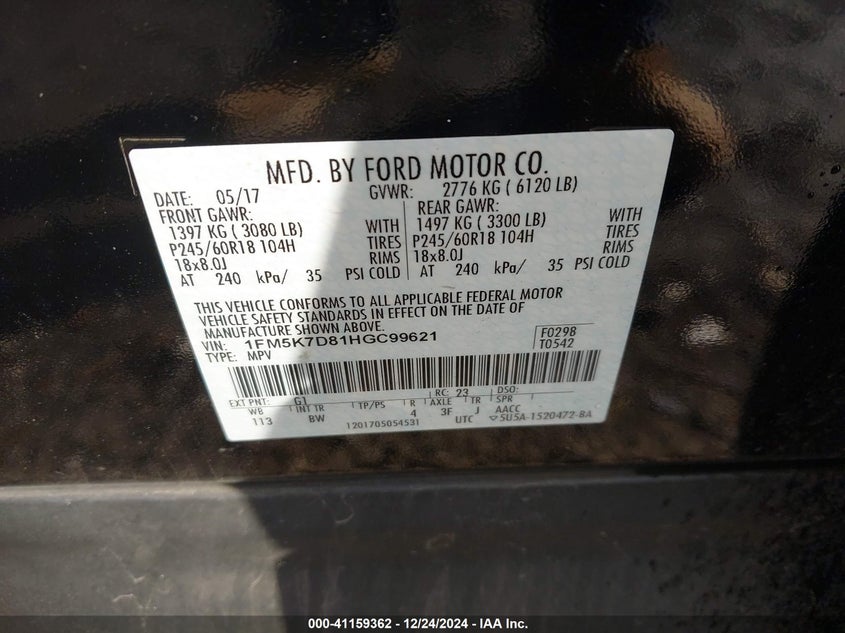 MFD. BY FORD MOTOR CO.
DATE: 05/17 GVWR: 2776 KG ( 6120 LB)
FRONT GAWR: REAR GAWR:
1397 KG ( 3080 LB) WITH 1497 KG ( 3300 LB) WITH
P245/60R18 104H TIRES P245/60R18 104H TIRES
18x8.0J RIMS 18x8.0J RIMS
AT 240 kPa/ 35 PSI COLD AT 240 kPa/ 35 PSI COLD
THIS VEHICLE CONFORMS TO ALL APPLICABLE FEDERAL MOTOR
VEHICLE SAFETY STANDARDS IN EFFECT ON THE DATE OF
MANUFACTURE SHOWN ABOVE.
VIN: 1FM5K7D81HGC99621 F0298
TYPE: MPV T0542
EXT PNT: G1 RC: 23 DSO:
WB INT TR TP/PS R AXLE TR SPR
113 BW 4 3F J AACC
1201705054531 UTC 5U5A-1520472-BA
000-41159362 - 12/24/2024 - IAA Inc.